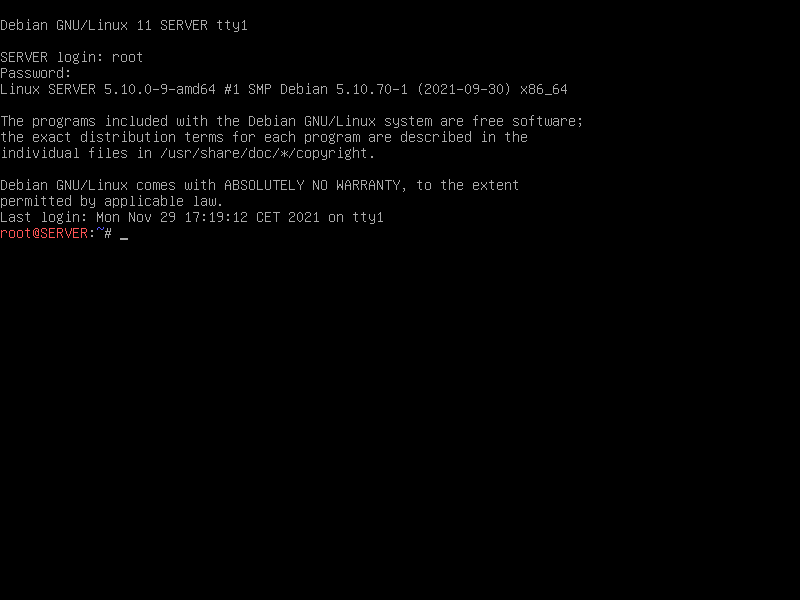 Debian GNU/Linux 11 SERVER tty1
SERVER login: root
Password:
Linux SERVER 5.10.0-9-amd64 #1 SMP Debian 5.10.70-1 (2021-09-30) x86_64
The programs included with the Debian GNU/Linux system are free software;
the exact distribution terms for each program are described in the
individual files in /usr/share/doc/*/copyright.
Debian GNU/Linux comes with ABSOLUTELY NO WARRANTY, to the extent
permitted by applicable law.
Last login: Mon Nov 29 17:19:12 CET 2021 on tty1
root@SERVER:~# _